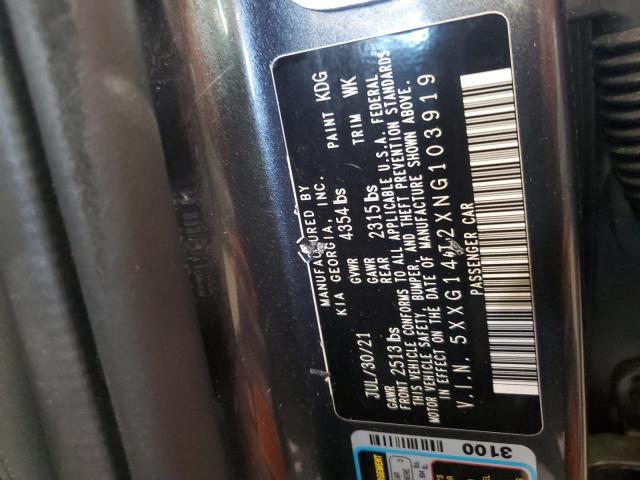 MANUFACTURED BY
KIA GEORGIA, INC.
JUL/30/21 GVWR 4354 lbs PAINT KDG
GAWR GAWR
FRONT 2513 lbs REAR 2315 lbs TRIM WK
THIS VEHICLE CONFORMS TO ALL APPLICABLE U.S.A. FEDERAL
MOTOR VEHICLE SAFETY, BUMPER, AND THEFT PREVENTION STANDARDS
IN EFFECT ON THE DATE OF MANUFACTURE SHOWN ABOVE.
V.I.N. 5XXG14J2XNG103919
PASSENGER CAR
3100